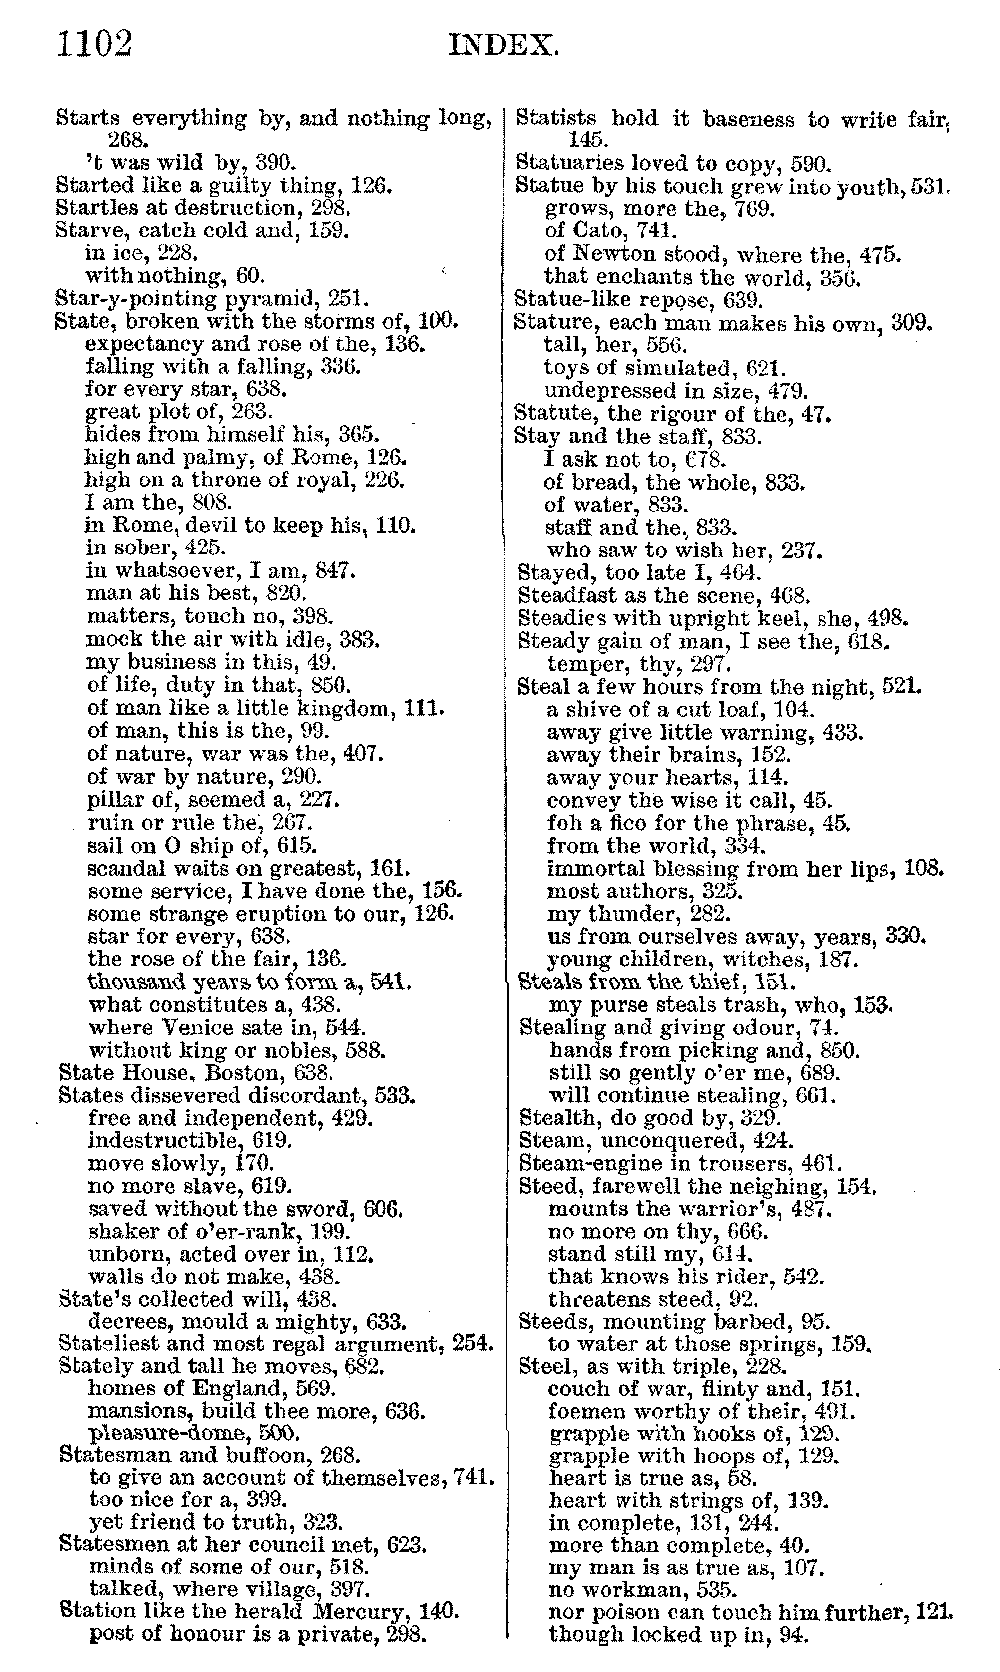 1102
INDEX.
Starts everything by, and nothing long,
268.
’t was wild by, 390.
Started like a guilty thing, 126.
Startles at destruction, 298.
Starve, catch cold and, 159.
in ice, 228.
with nothing, 60.
Star-y-pointing pyramid, 251.
State, broken with the storms of, 100.
expectancy and rose of the, 136.
falling with a falling, 336.
for every star, 638.
great plot of, 263.
hides from himself his, 365.
high and palmy, of Rome, 126.
high on a throne of royal, 226.
I am the, 808.
in Rome, devil to keep his, 110.
in sober, 425.
in whatsoever, I am, 847.
man at his best, 820.
matters, touch no, 398.
mock the air with idle, 383.
my business in this, 49.
of life, duty in that, 850.
of man like a little kingdom, 111.
of man, this is the, 99.
of nature, war was the, 407.
of war by nature, 290.
pillar of, seemed a, 227.
ruin or rule the, 267.
sail on O ship of, 615.
scandal waits on greatest, 161.
some service, I have done the, 156.
some strange eruption to our, 126.
star for every, 638.
the rose of the fair, 136.
thousand years to form a, 541.
what constitutes a, 438.
where Venice sate in, 544.
without king or nobles, 588.
State House, Boston, 638.
States dissevered discordant, 533.
free and independent, 429.
indestructible, 619.
move slowly, 170.
no more slave, 619.
saved without the sword, 606.
shaker of o’er-rank, 199.
unborn, acted over in, 112.
walls do not make, 438.
State’s collected will, 438.
decrees, mould a mighty, 633.
Stateliest and most regal argument, 254.
Stately and tall he moves, 682.
homes of England, 569.
mansions, build thee more, 636.
pleasure-dome, 500.
Statesman and buffoon, 268.
to give an account of themselves, 741.
too nice for a, 399.
yet friend to truth, 323.
Statesmen at her council met, 623.
minds of some of our, 518.
talked, where village, 397.
Station like the herald Mercury, 140.
post of honour is a private, 298.
Statists hold it baseness to write fair,
145.
Statuaries loved to copy, 590.
Statue by his touch grew into youth, 531.
grows, more the, 769.
of Cato, 741.
of Newton stood, where the, 475.
that enchants the world, 356.
Statue-like repose, 639.
Stature, each man makes his own, 309.
tall, her, 556.
toys of simulated, 621.
undepressed in size, 479.
Statute, the rigour of the, 47.
Stay and the staff, 833.
I ask not to, 678.
of bread, the whole, 833.
of water, 833.
staff and the, 833.
who saw to wish her, 237.
Stayed, too late I, 464.
Steadfast as the scene, 468.
Steadies with upright keel, she, 498.
Steady gain of man, I see the, 618.
temper, thy, 297.
Steal a few hours from the night, 521.
a shive of a cut loaf, 104.
away give little warning, 433.
away their brains, 152.
away your hearts, 114.
convey the wise it call, 45.
foh a fico for the phrase, 45.
from the world, 334.
immortal blessing from her lips, 108.
most authors, 325.
my thunder, 282.
us from ourselves away, years, 330.
young children, witches, 187.
Steals from the thief, 151.
my purse steals trash, who, 153.
Stealing and giving odour, 74.
hands from picking and, 850.
still so gently o’er me, 689.
will continue stealing, 661.
Stealth, do good by, 329.
Steam, unconquered, 424.
Steam-engine in trousers, 461.
Steed, farewell the neighing, 154.
mounts the warrior’s, 487.
no more on thy, 666.
stand still my, 614.
that knows his rider, 542.
threatens steed, 92.
Steeds, mounting barbed, 95.
to water at those springs, 159.
Steel, as with triple, 228.
couch of war, flinty and, 151.
foemen worthy of their, 491.
grapple with hooks of, 129.
grapple with hoops of, 129.
heart is true as, 58.
heart with strings of, 139.
in complete, 131, 244.
more than complete, 40.
my man is as true as, 107.
no workman, 535.
nor poison can touch him further, 121.
though locked up in, 94.